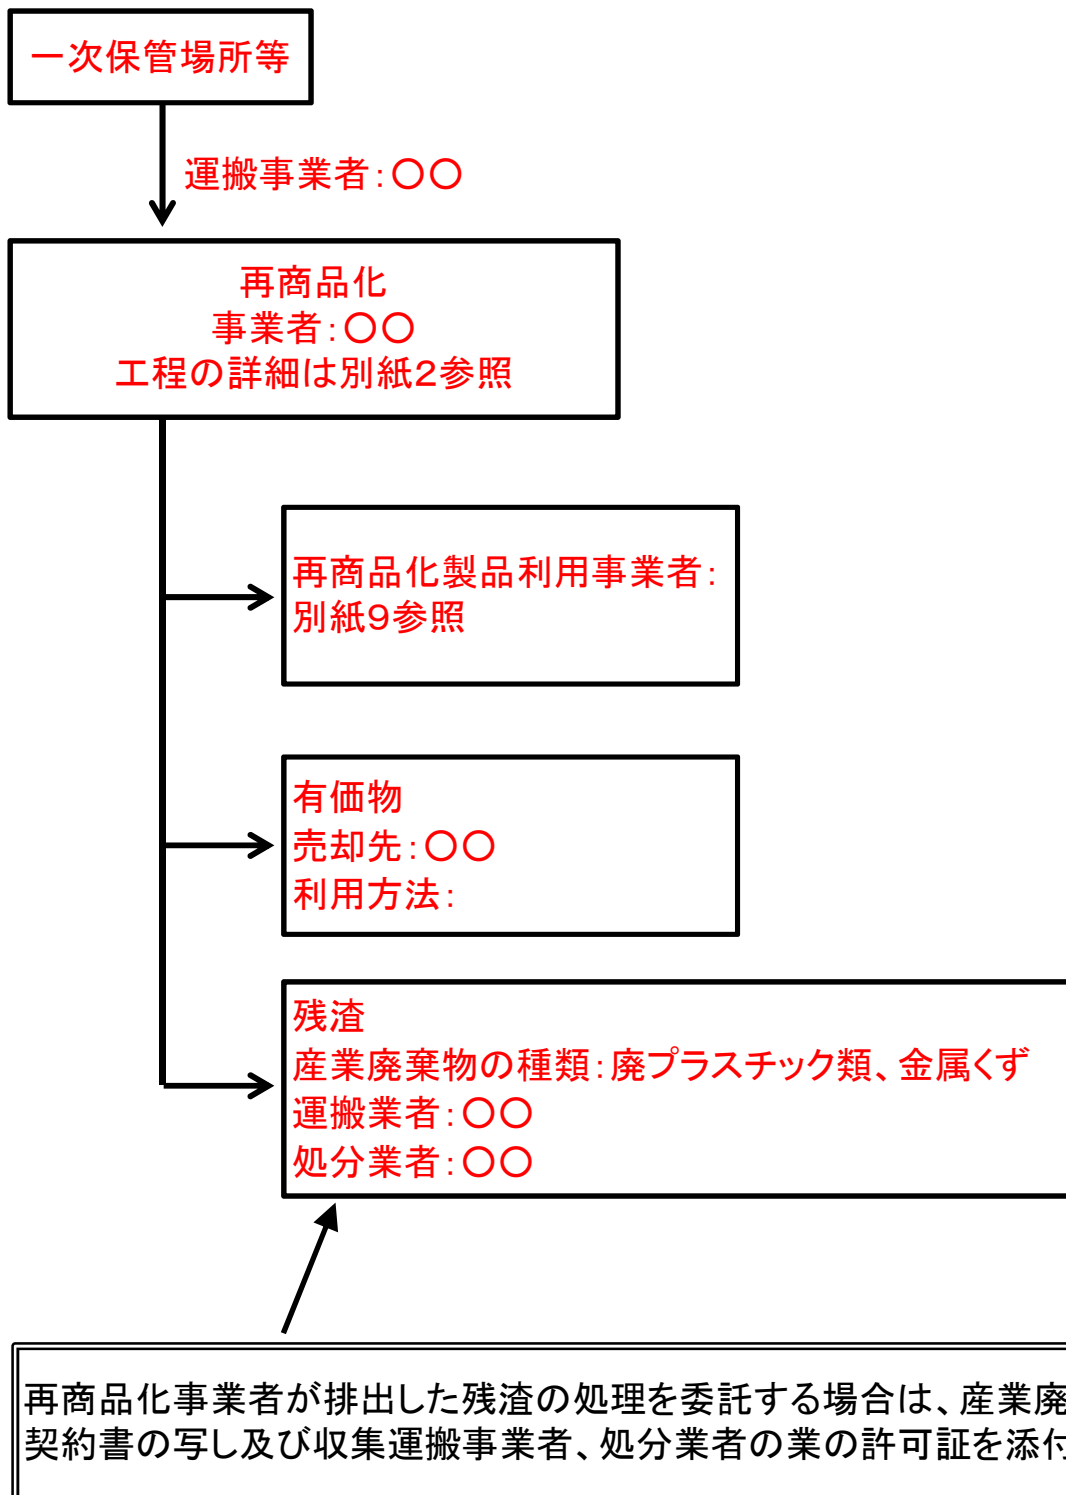 一次保管場所等
運搬事業者：〇〇
再商品化
事業者：〇〇
工程の詳細は別紙２参照
再商品化製品利用事業者：
別紙９参照
有価物
売却先：〇〇
利用方法：
残渣
産業廃棄物の種類：廃プラスチック類、金属くず
運搬業者：〇〇
処分業者：〇〇
再商品化事業者が排出した残渣の処理を委託する場合は、産業廃
契約書の写し及び収集運搬事業者、処分業者の業の許可証を添付